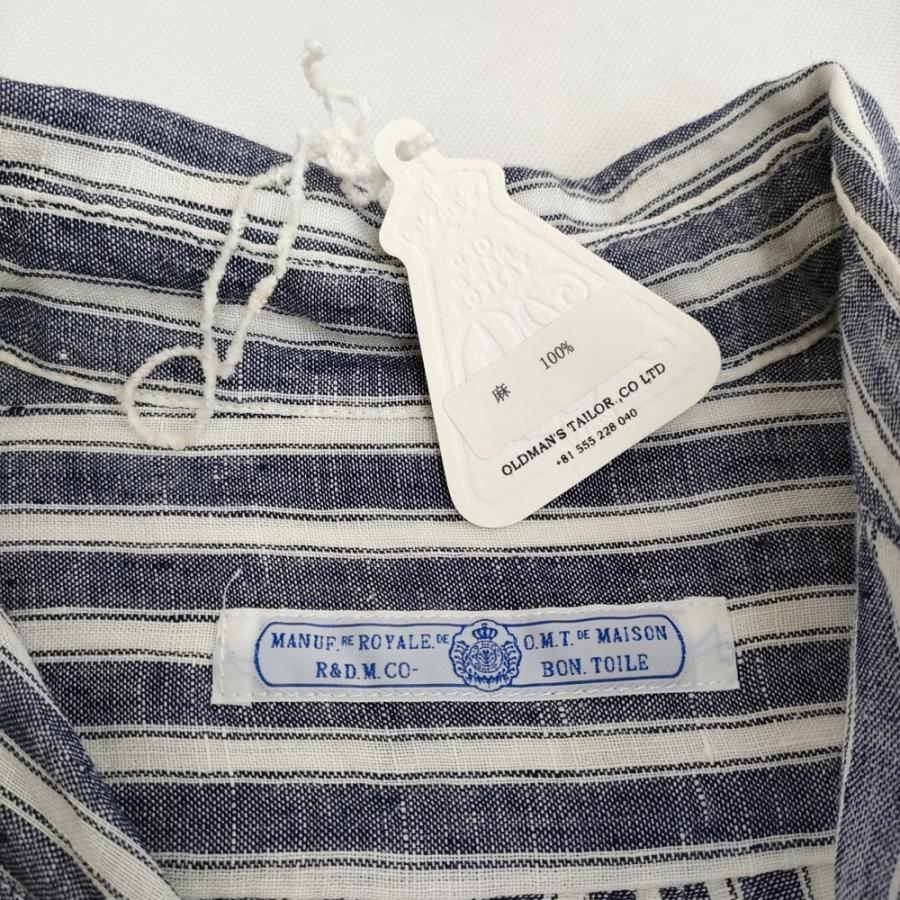 麻 100%
OLDMAN'S TAILOR.,CO LTD
+81 555 228 040
MANUF.RE ROYALE.DE O.M.T.DE MAISON
R&D.M.CO- BON.TOILE